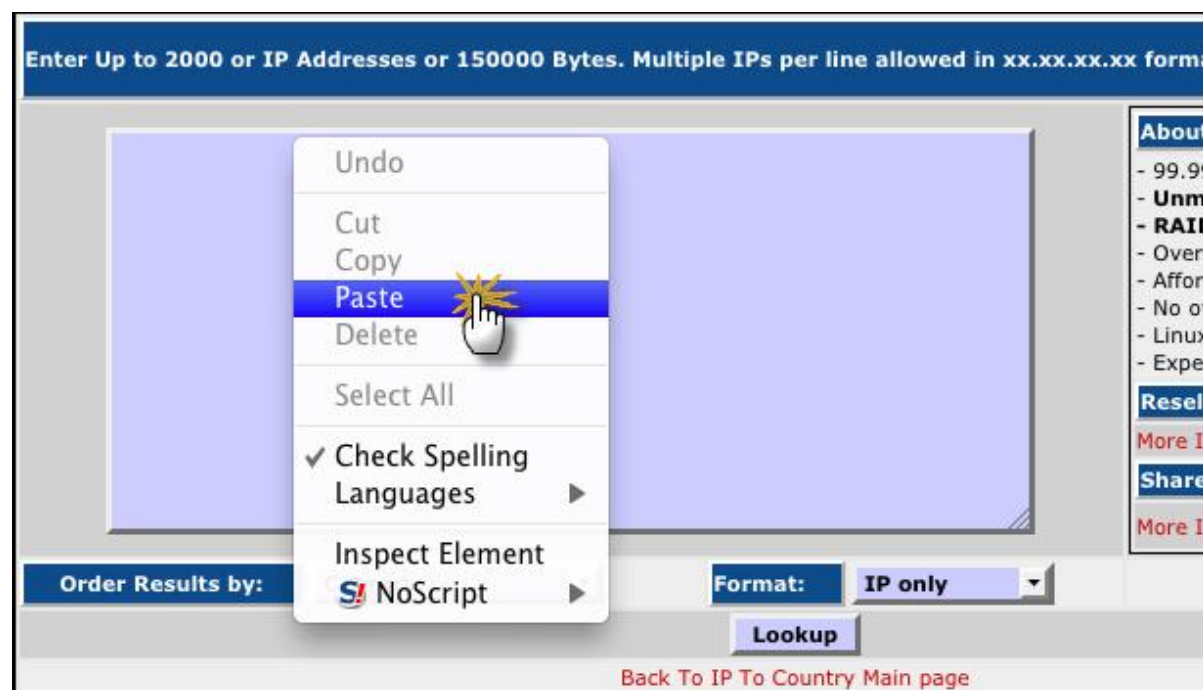 Enter Up to 2000 or IP Addresses or 150000 Bytes. Multiple IPs per line allowed in xx.xx.xx.xx
Undo
Cut
Copy
Paste
Delete
Select All
✓ Check Spelling
Languages
Inspect Element
S! NoScript
About
- 99.99
- Unm
- RAI
- Over
- Affor
- No o
- Linux
- Expe
Resel
More I
Share
More I
Order Results by:
Format:
IP only
Lookup
Back To IP To Country Main page